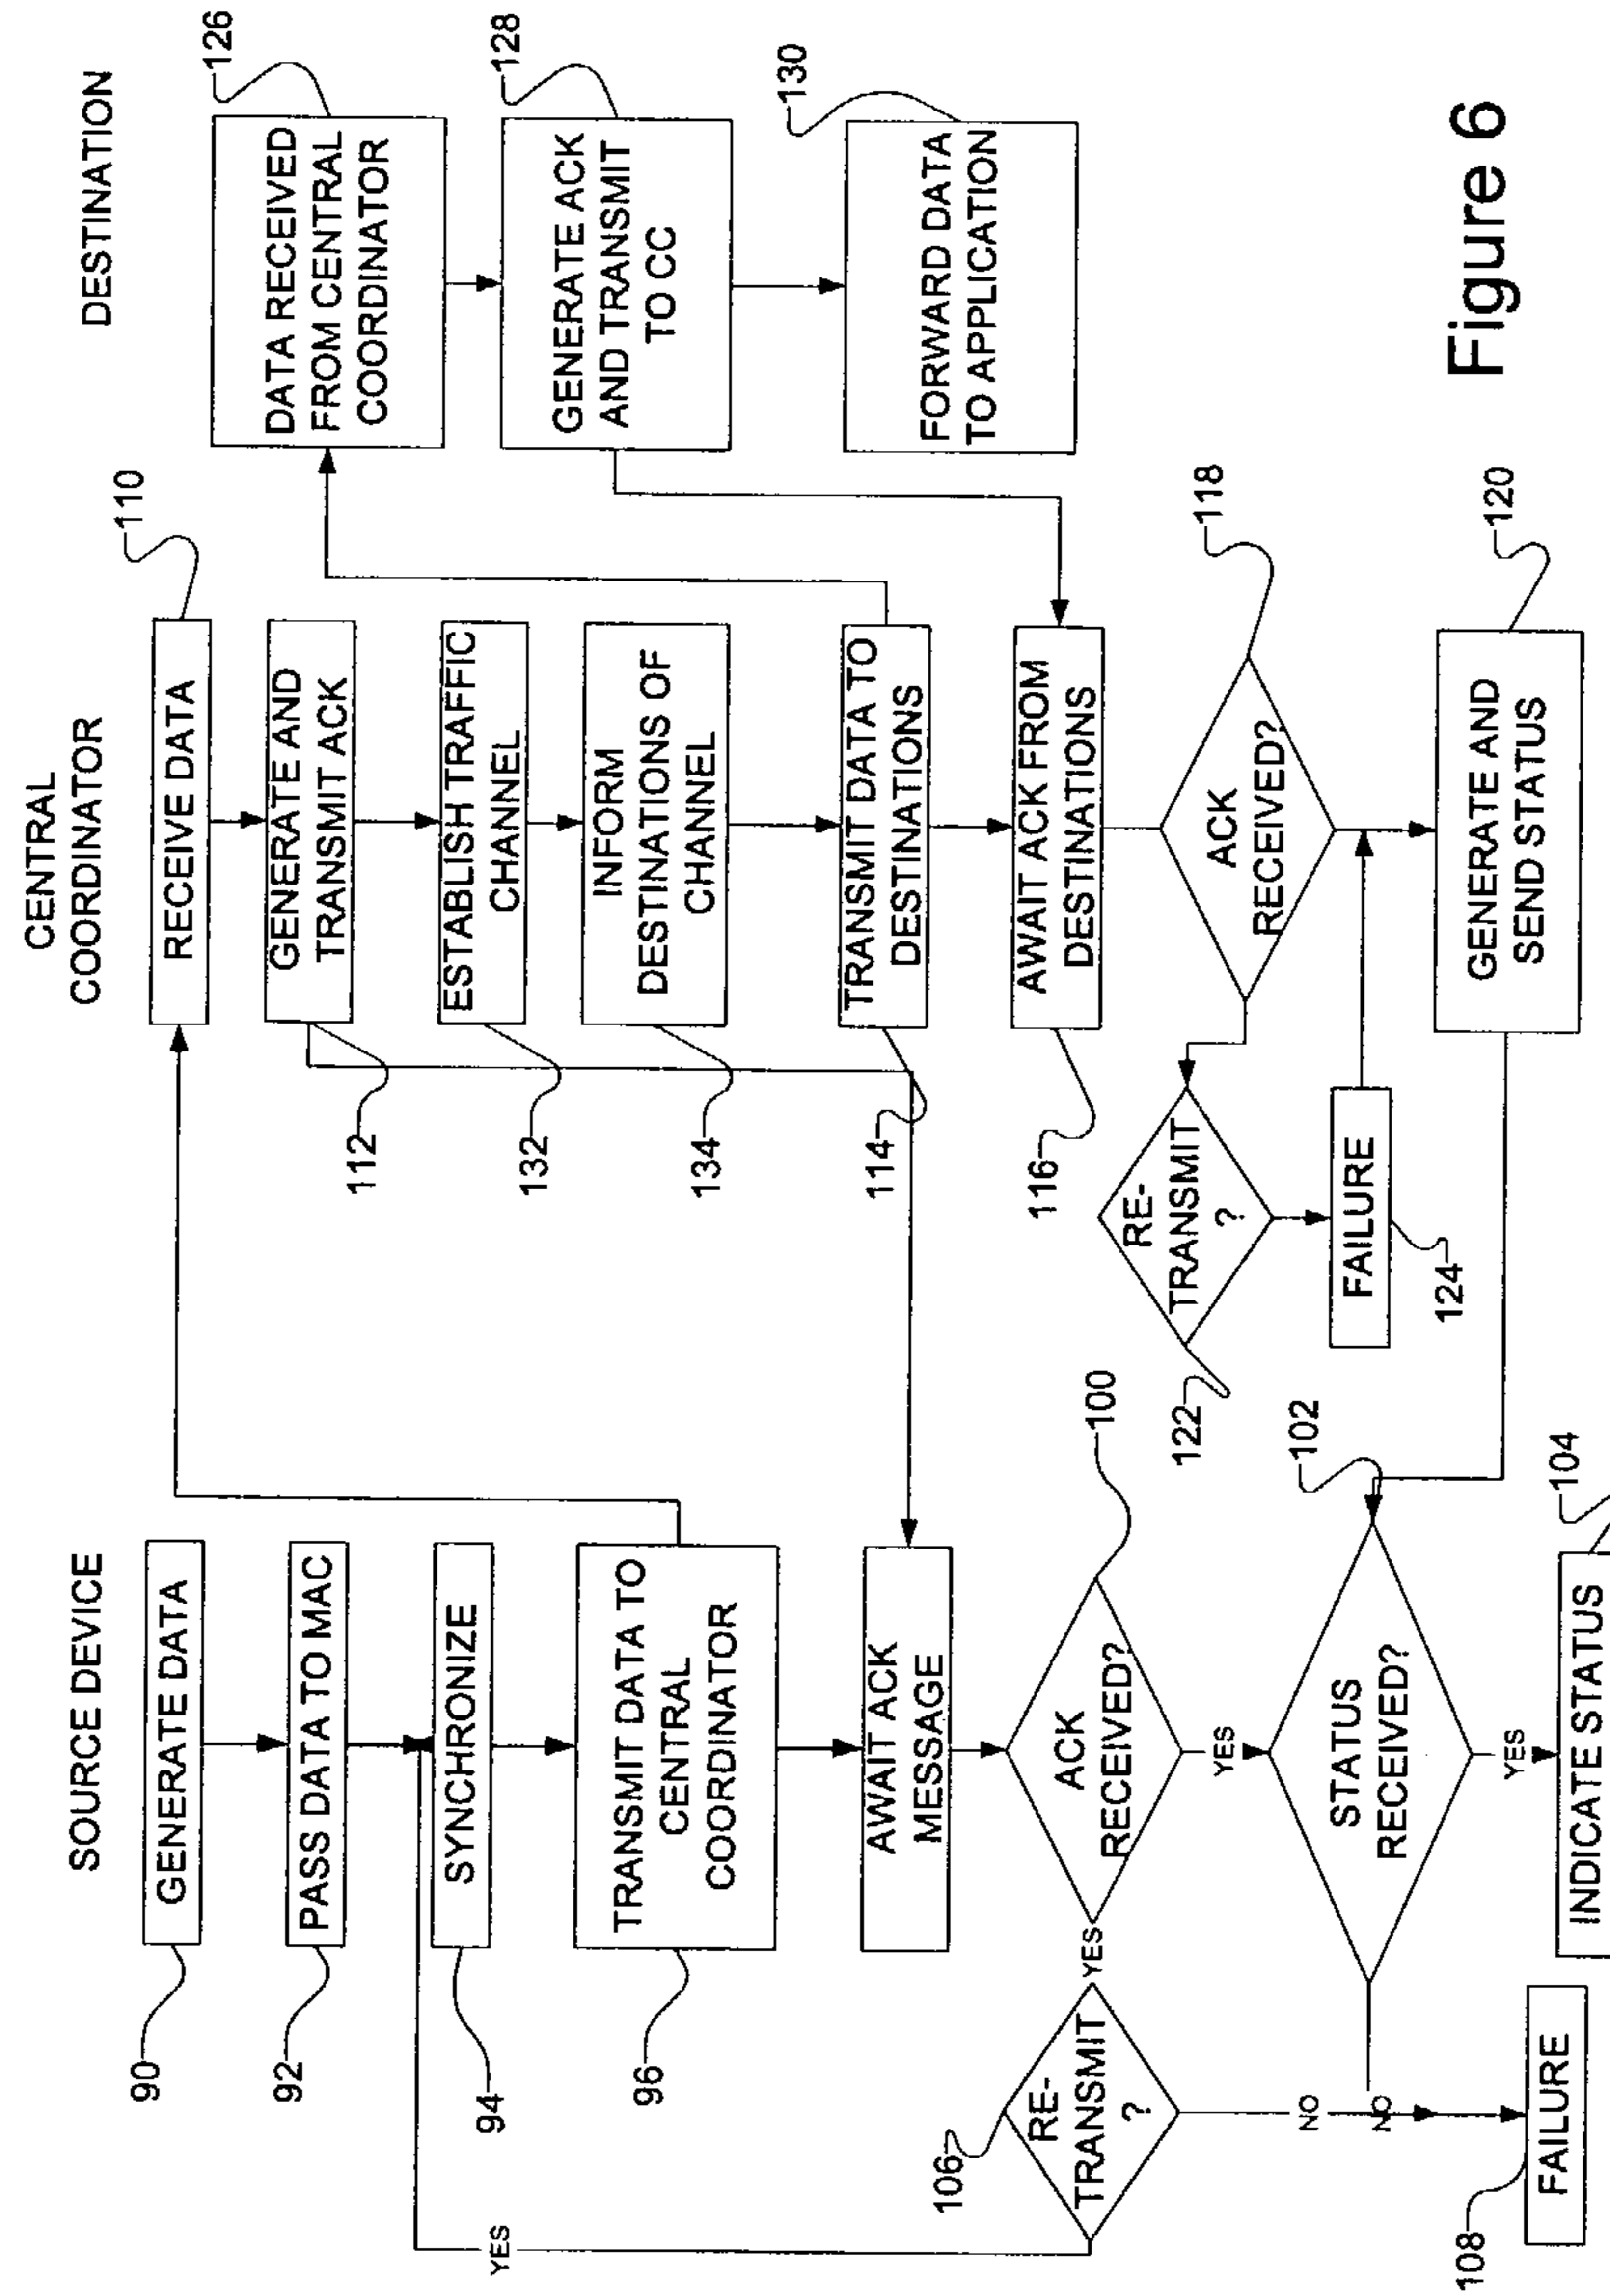 SOURCE DEVICE
90
GENERATE DATA
92
PASS DATA TO MAC
94
SYNCHRONIZE
96
TRANSMIT DATA TO
CENTRAL
COORDINATOR
AWAIT ACK
MESSAGE
100
ACK
RECEIVED?
YES
YES
106
RE-
TRANSMIT
?
YES
NO
NO
102
STATUS
RECEIVED?
YES
104
INDICATE STATUS
108
FAILURE
CENTRAL
COORDINATOR
110
RECEIVE DATA
112
GENERATE AND
TRANSMIT ACK
132
ESTABLISH TRAFFIC
CHANNEL
134
INFORM
DESTINATIONS OF
CHANNEL
114
TRANSMIT DATA TO
DESTINATIONS
116
AWAIT ACK FROM
DESTINATIONS
118
ACK
RECEIVED?
122
RE-
TRANSMIT
?
124
FAILURE
120
GENERATE AND
SEND STATUS
DESTINATION
126
DATA RECEIVED
FROM CENTRAL
COORDINATOR
128
GENERATE ACK
AND TRANSMIT
TO CC
130
FORWARD DATA
TO APPLICATION
Figure 6